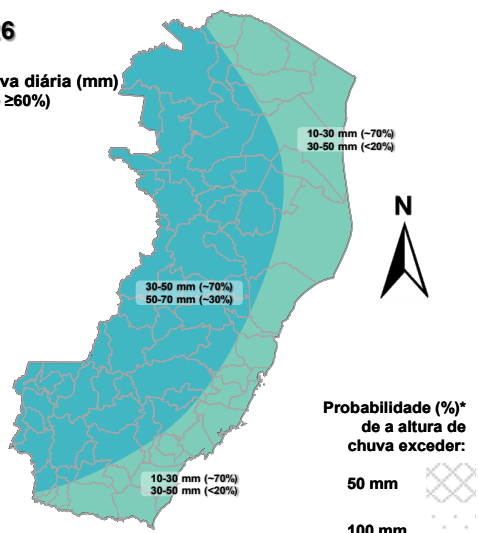 6
va diária (mm)
≥60%)
10-30 mm (~70%)
30-50 mm (<20%)
N
30-50 mm (~70%)
50-70 mm (~30%)
Probabilidade (%)*
de a altura de
chuva exceder:
50 mm
10-30 mm (~70%)
30-50 mm (<20%)
100 mm